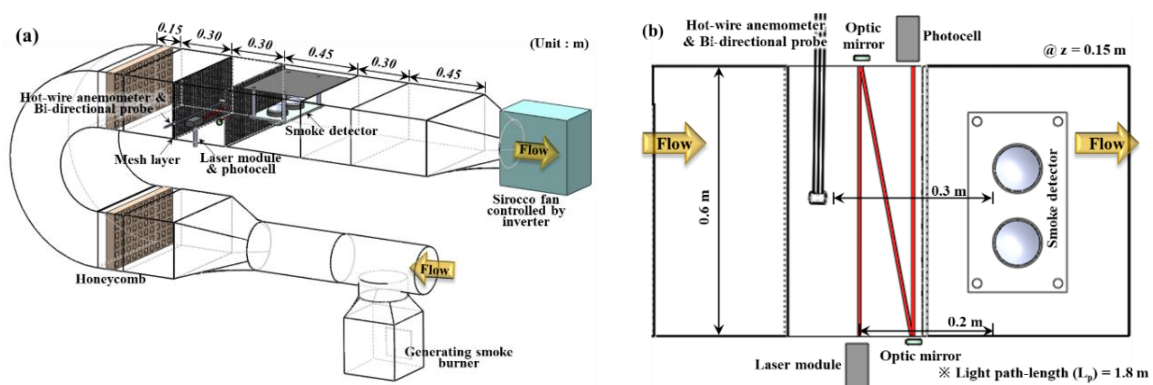 (a)
0.15
0.30
0.30
0.45
0.30
0.45
(Unit : m)
Hot-wire anemometer &
Bi-directional probe
Mesh layer
Laser module
& photocell
Smoke detector
Flow
Sirocco fan
controlled by
inverter
Honeycomb
Flow
Generating smoke
burner
(b)
Hot-wire anemometer
& Bi-directional probe
Optic
mirror
Photocell
@ z = 0.15 m
Flow
Flow
0.6 m
0.3 m
Smoke detector
0.2 m
Laser module
Optic mirror
※ Light path-length (Lp) = 1.8 m